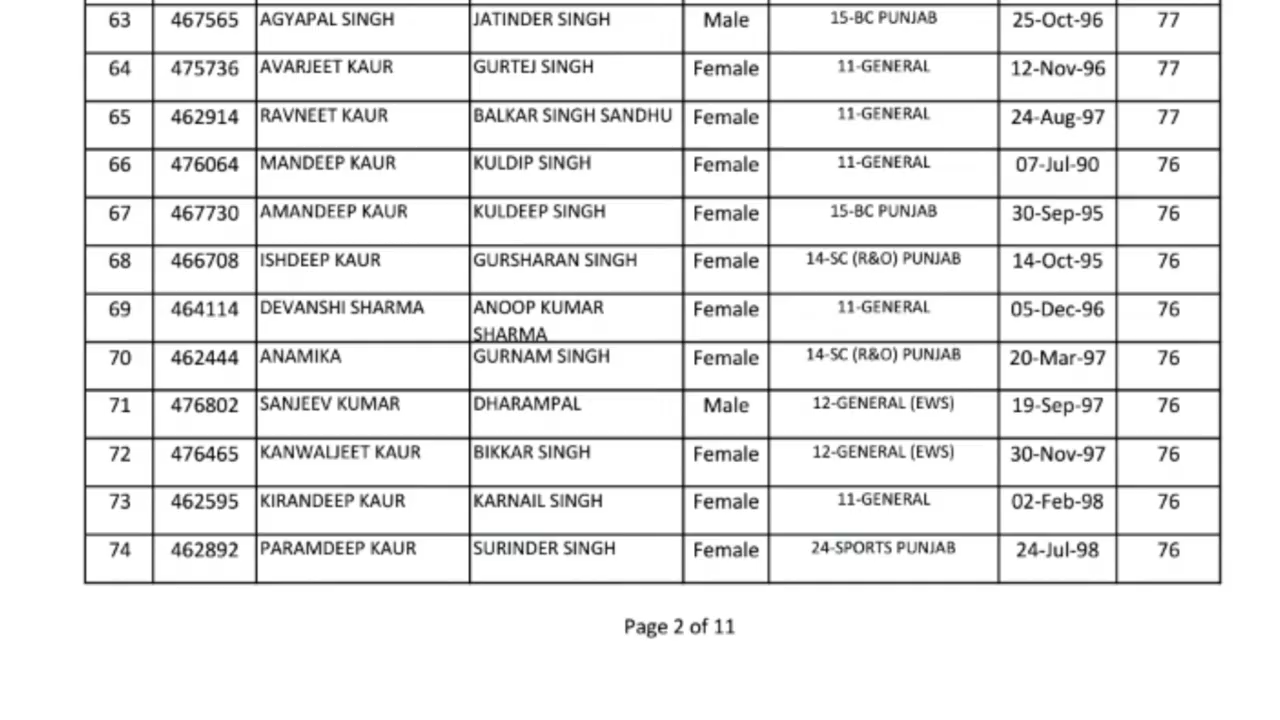 63 467565 AGYAPAL SINGH JATINDER SINGH Male 15-BC PUNJAB 25-Oct-96 77
64 475736 AVARJEET KAUR GURTEJ SINGH Female 11-GENERAL 12-Nov-96 77
65 462914 RAVNEET KAUR BALKAR SINGH SANDHU Female 11-GENERAL 24-Aug-97 77
66 476064 MANDEEP KAUR KULDIP SINGH Female 11-GENERAL 07-Jul-90 76
67 467730 AMANDEEP KAUR KULDEEP SINGH Female 15-BC PUNJAB 30-Sep-95 76
68 466708 ISHDEEP KAUR GURSHARAN SINGH Female 14-SC (R&O) PUNJAB 14-Oct-95 76
69 464114 DEVANSHI SHARMA ANOOP KUMAR Female 11-GENERAL 05-Dec-96 76
SHARMA
70 462444 ANAMIKA GURNAM SINGH Female 14-SC (R&O) PUNJAB 20-Mar-97 76
71 476802 SANJEEV KUMAR DHARAMPAL Male 12-GENERAL (EWS) 19-Sep-97 76
72 476465 KANWALJEET KAUR BIKKAR SINGH Female 12-GENERAL (EWS) 30-Nov-97 76
73 462595 KIRANDEEP KAUR KARNAIL SINGH Female 11-GENERAL 02-Feb-98 76
74 462892 PARAMDEEP KAUR SURINDER SINGH Female 24-SPORTS PUNJAB 24-Jul-98 76
Page 2 of 11